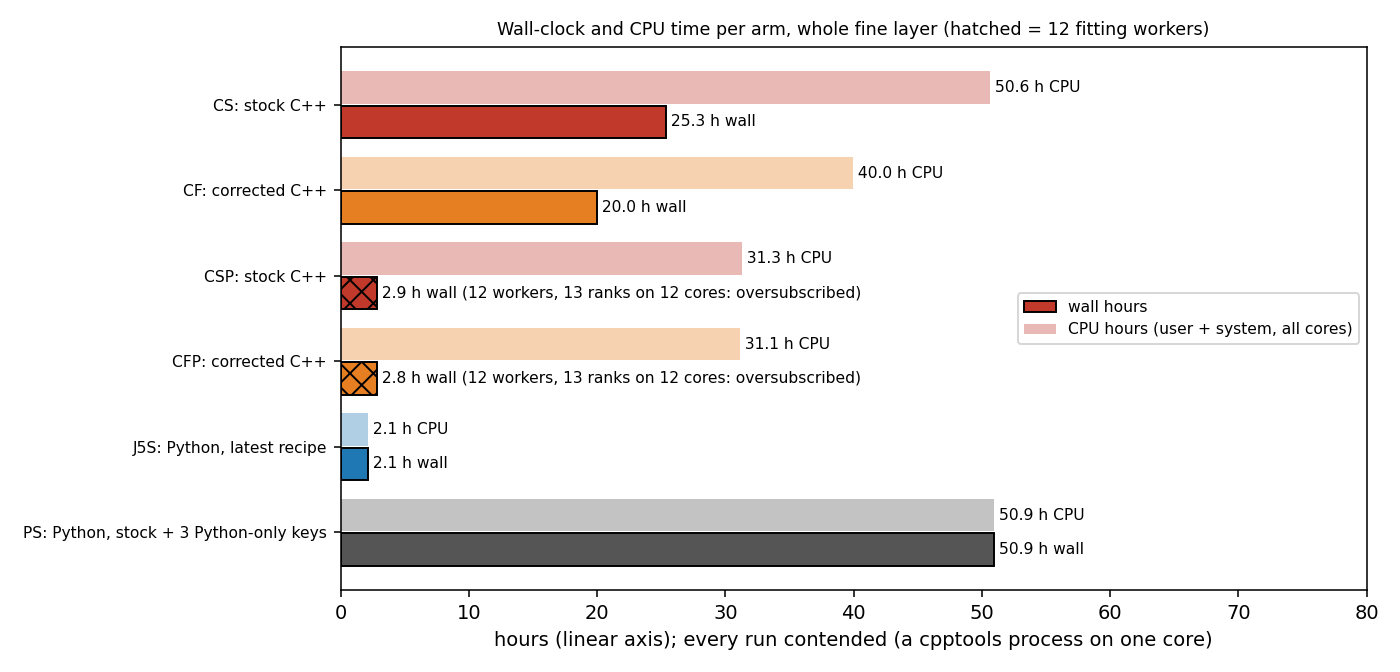 Wall-clock and CPU time per arm, whole fine layer (hatched = 12 fitting workers)
CS: stock C++
50.6 h CPU
25.3 h wall
CF: corrected C++
40.0 h CPU
20.0 h wall
CSP: stock C++
31.3 h CPU
2.9 h wall (12 workers, 13 ranks on 12 cores: oversubscribed)
CFP: corrected C++
31.1 h CPU
2.8 h wall (12 workers, 13 ranks on 12 cores: oversubscribed)
J5S: Python, latest recipe
2.1 h CPU
2.1 h wall
PS: Python, stock + 3 Python-only keys
50.9 h CPU
50.9 h wall
wall hours
CPU hours (user + system, all cores)
0 10 20 30 40 50 60 70 80
hours (linear axis); every run contended (a cpptools process on one core)